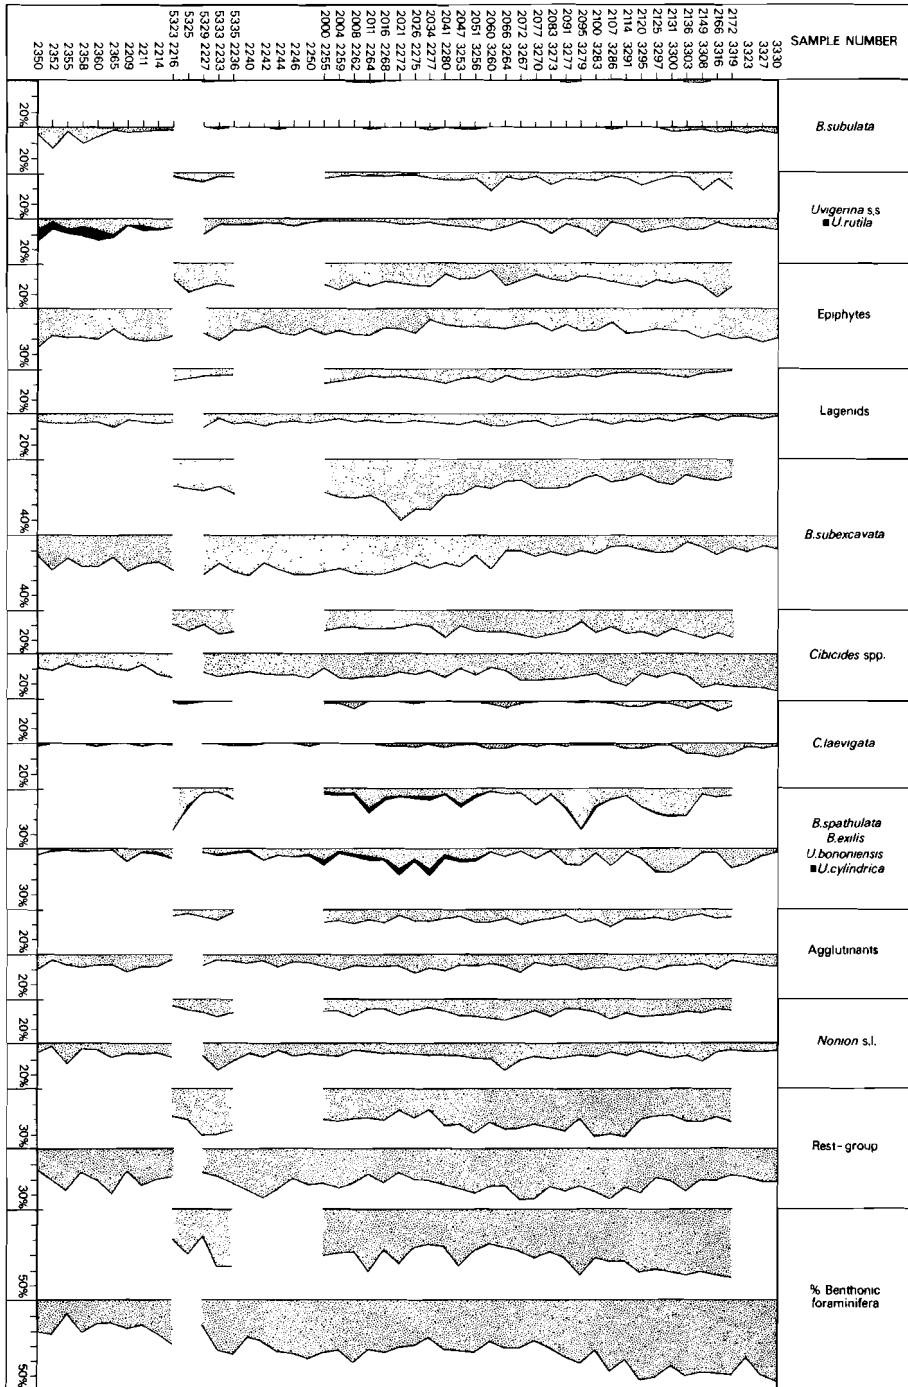 5323 5325 5329 5333 5335 2000 2004 2008 2011 2016 2021 2026 2034 2041 2047 2051 2060 2066 2072 2077 2083 2091 2095 2100 2107 2114 2120 2125 2131 2136 2149 2166 2172
2350 2352 2355 2358 2360 2365 2209 2211 2214 2216 2227 2233 2236 2240 2242 2244 2246 2250 2255 2259 2262 2264 2268 2272 2275 2277 2280 3253 3256 3260 3264 3267 3270 3273 3277 3279 3283 3286 3291 3295 3297 3300 3303 3308 3316 3319 3323 3327 3330
SAMPLE NUMBER
20%
20%
B.subulata
20%
20%
Uvigerina s.s
■U.rutila
20%
30%
Epiphytes
20%
20%
Lagenids
40%
40%
B.subexcavata
20%
20%
Cibicides spp.
20%
20%
C.laevigata
30%
30%
B.spathulata
B.exilis
U.bononiensis
■U.cylindrica
20%
20%
Agglutinants
20%
20%
Nonion s.l.
30%
30%
Rest-group
50%
50%
% Benthonic
foraminifera